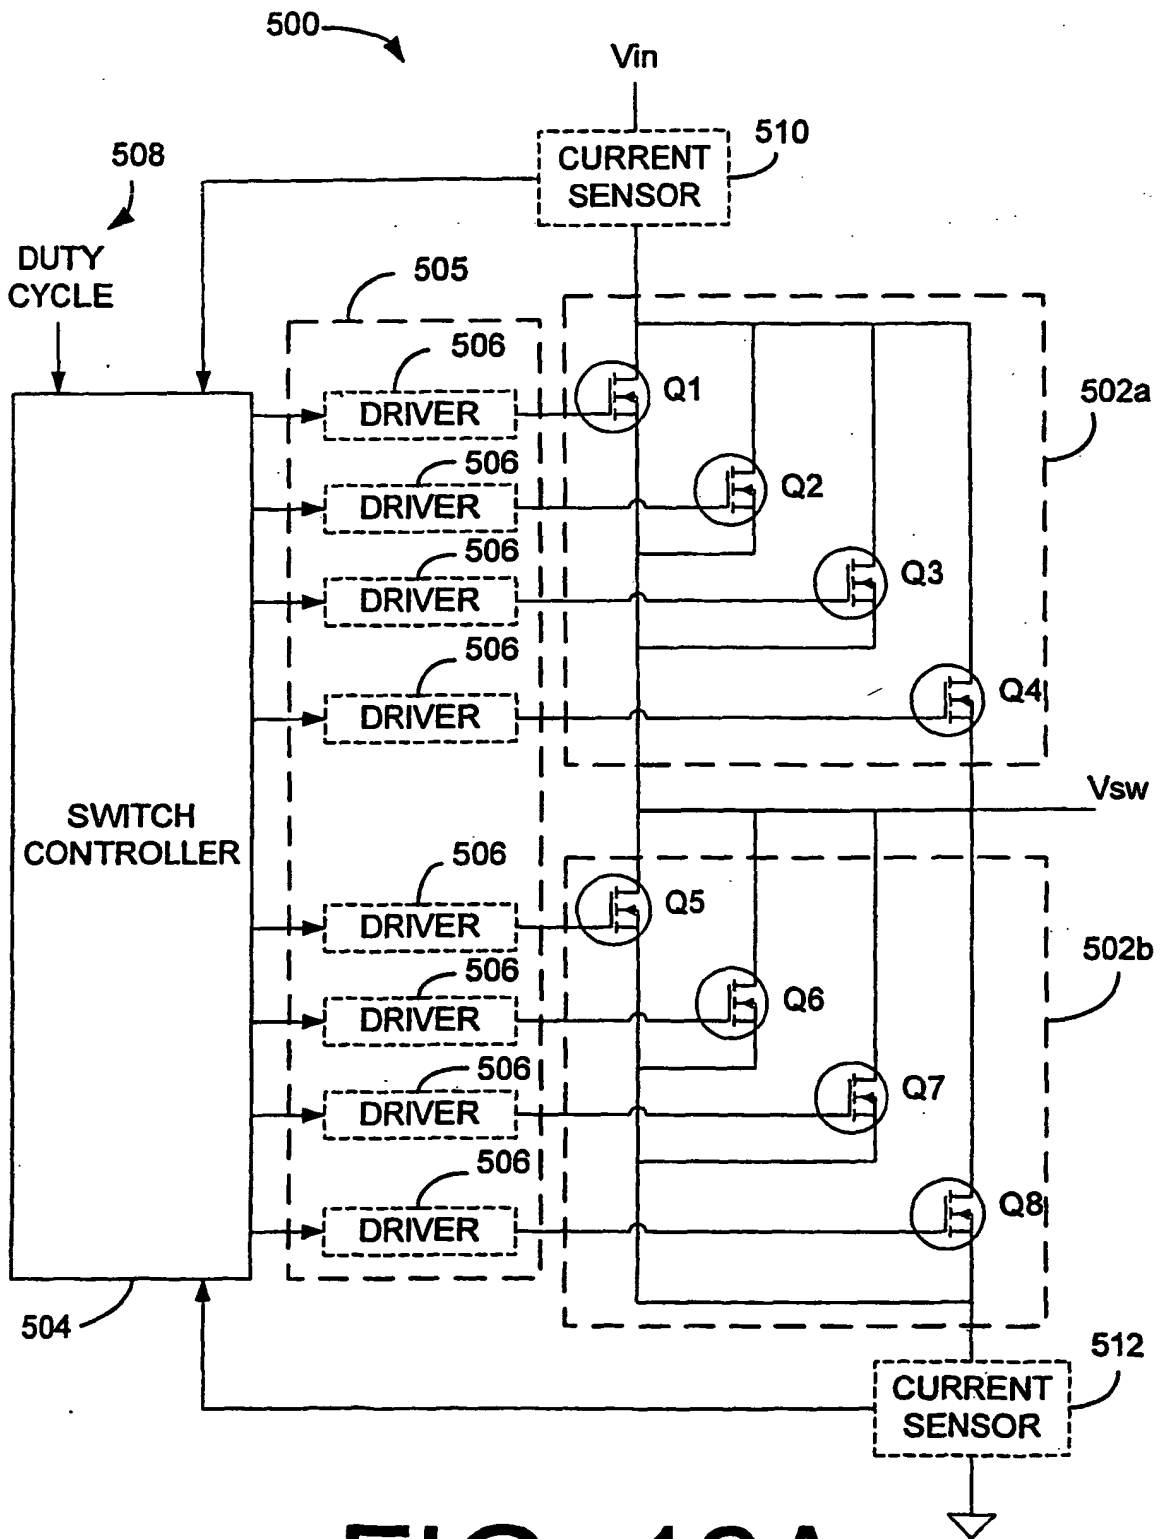 500
Vin
CURRENT
SENSOR
510
508
DUTY
CYCLE
505
506
DRIVER
Q1
502a
506
DRIVER
Q2
506
DRIVER
Q3
506
DRIVER
Q4
Vsw
SWITCH
CONTROLLER
506
DRIVER
Q5
502b
506
DRIVER
Q6
506
DRIVER
Q7
506
DRIVER
Q8
504
512
CURRENT
SENSOR